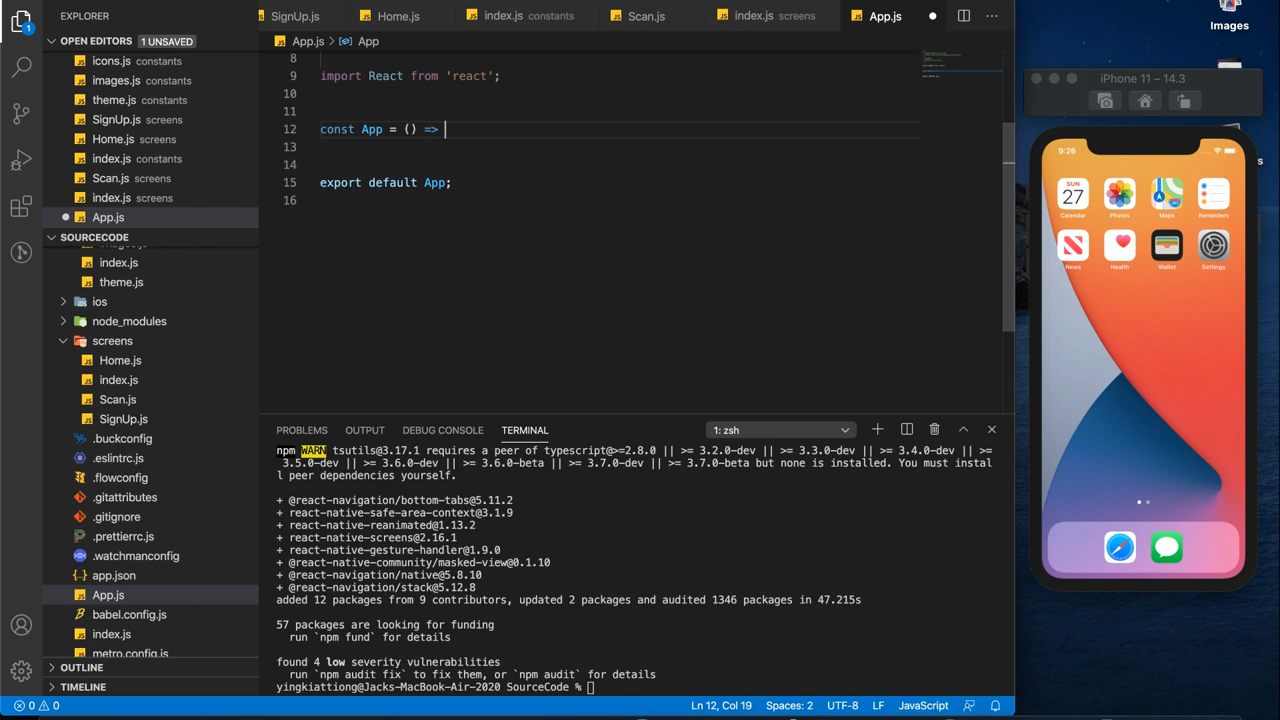 EXPLORER
OPEN EDITORS 1 UNSAVED
icons.js constants
images.js constants
theme.js constants
SignUp.js screens
Home.js screens
index.js constants
Scan.js screens
index.js screens
App.js
SOURCECODE
images.js
index.js
theme.js
ios
node_modules
screens
Home.js
index.js
Scan.js
SignUp.js
.buckconfig
.eslintrc.js
.flowconfig
.gitattributes
.gitignore
.prettierrc.js
.watchmanconfig
app.json
App.js
babel.config.js
index.js
metro.config.js
OUTLINE
TIMELINE
1
SignUp.js Home.js index.js constants Scan.js index.js screens App.js
App.js > App
8
9 import React from 'react';
10
11
12 const App = () =>
13
14
15 export default App;
16
PROBLEMS OUTPUT DEBUG CONSOLE TERMINAL 1: zsh
npm WARN tsutils@3.17.1 requires a peer of typescript@>=2.8.0 || >= 3.2.0-dev || >= 3.3.0-dev || >= 3.4.0-dev || >=
3.5.0-dev || >= 3.6.0-dev || >= 3.6.0-beta || >= 3.7.0-dev || >= 3.7.0-beta but none is installed. You must instal
l peer dependencies yourself.
+ @react-navigation/bottom-tabs@5.11.2
+ react-native-safe-area-context@3.1.9
+ react-native-reanimated@1.13.2
+ react-native-screens@2.16.1
+ react-native-gesture-handler@1.9.0
+ @react-native-community/masked-view@0.1.10
+ @react-navigation/native@5.8.10
+ @react-navigation/stack@5.12.8
added 12 packages from 9 contributors, updated 2 packages and audited 1346 packages in 47.215s
57 packages are looking for funding
run `npm fund` for details
found 4 low severity vulnerabilities
run `npm audit fix` to fix them, or `npm audit` for details
yingkiattiong@Jacks-MacBook-Air-2020 SourceCode %
0 0 Ln 12, Col 19 Spaces: 2 UTF-8 LF JavaScript
Images
iPhone 11 – 14.3
9:26
SUN
27
Calendar Photos Maps Reminders
News Health Wallet Settings